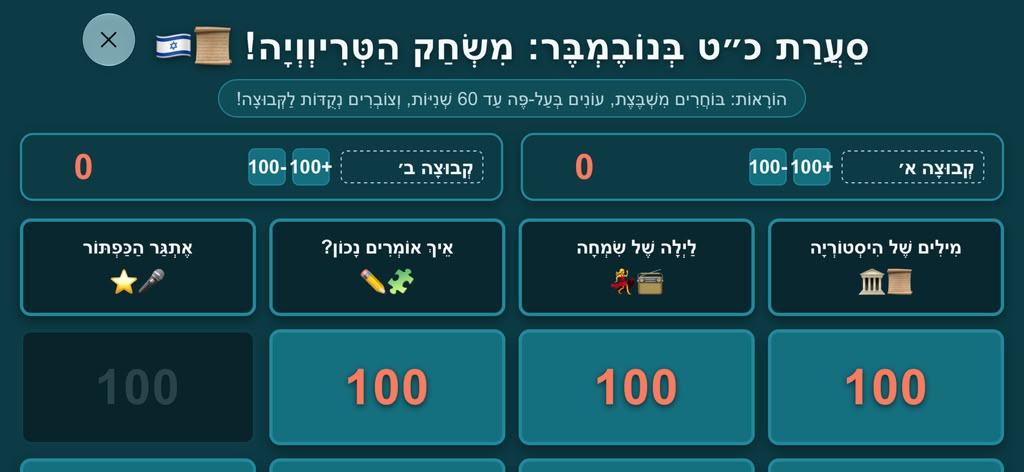 סַעֲרַת כ״ט בְּנוֹבֶמְבֶּר: מִשְׂחַק הַטְּרִיוְויָה! 📜🇮🇱
הוֹרָאוֹת: בּוֹחֲרִים מִשְׁבֶּצֶת, עוֹנִים בְּעַל-פֶּה עַד 60 שְׁנִיּוֹת, וְצוֹבְרִים נְקֻדּוֹת לַקְּבוּצָה!
קְבוּצָה א׳ +100 -100 0
קְבוּצָה ב׳ +100 -100 0
מִילִים שֶׁל הִיסְטוֹרְיָה
📜🏛️
לַיְלָה שֶׁל שִׂמְחָה
📻💃
אֵיךְ אוֹמְרִים נָכוֹן?
🧩✏️
אֶתְגַּר הַכַּפְתּוֹר
🎤⭐
100 100 100 100